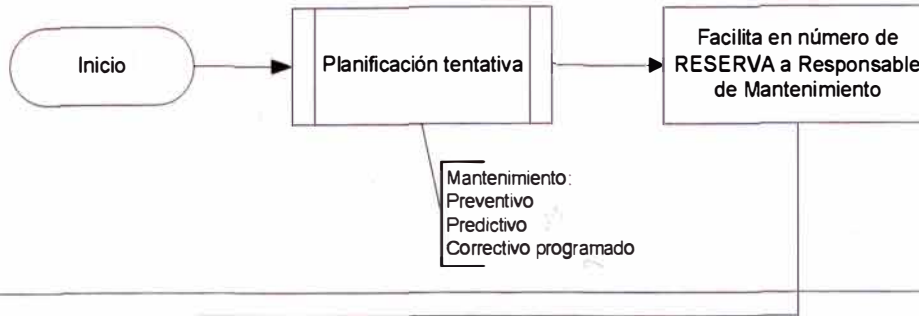 Inicio
Planificación tentativa
Facilita en número de
RESERVA a Responsable
de Mantenimiento
Mantenimiento:
Preventivo
Predictivo
Correctivo programado